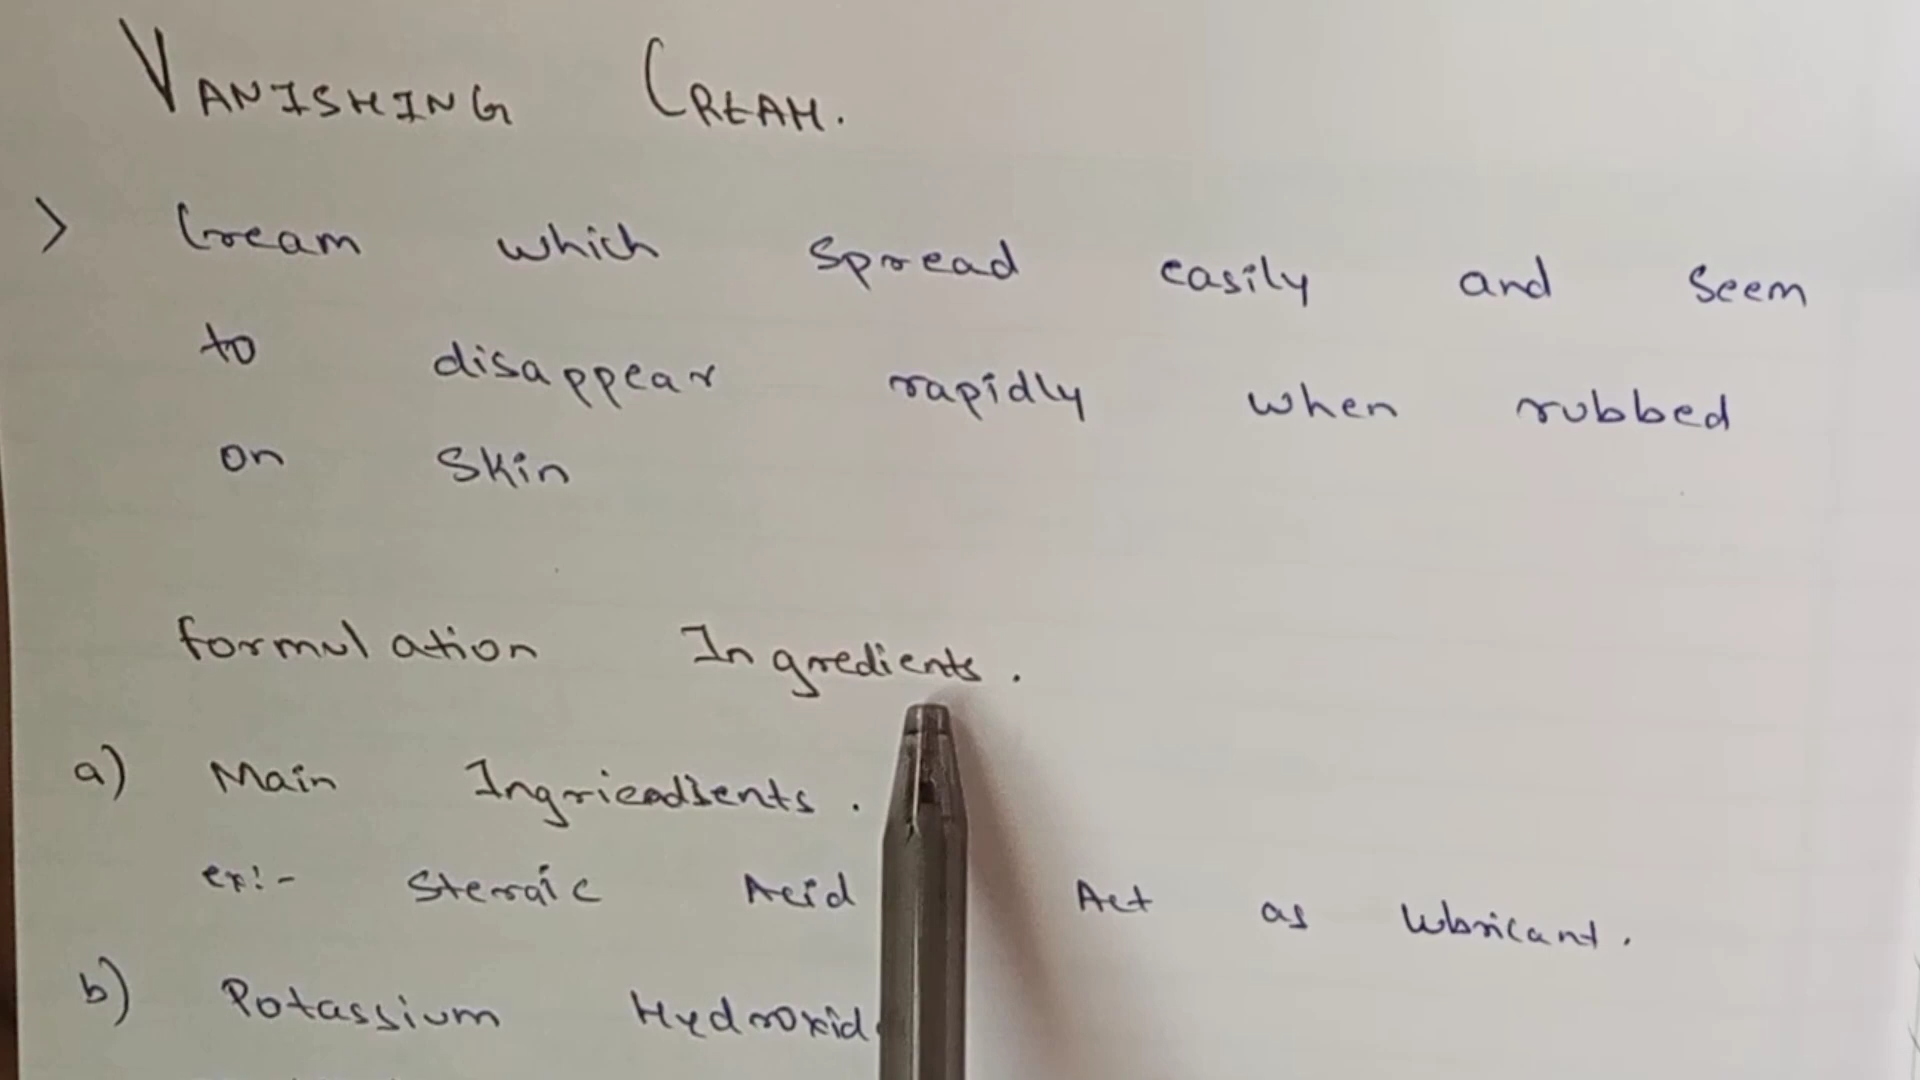 VANISHING CREAM.
> Cream which spread easily and seem
to disappear rapidly when rubbed
on skin
formulation Ingredients.
a) Main Ingrieadients.
ex:- Steraic Acid Act as lubricant.
b) Potassium Hydroxid